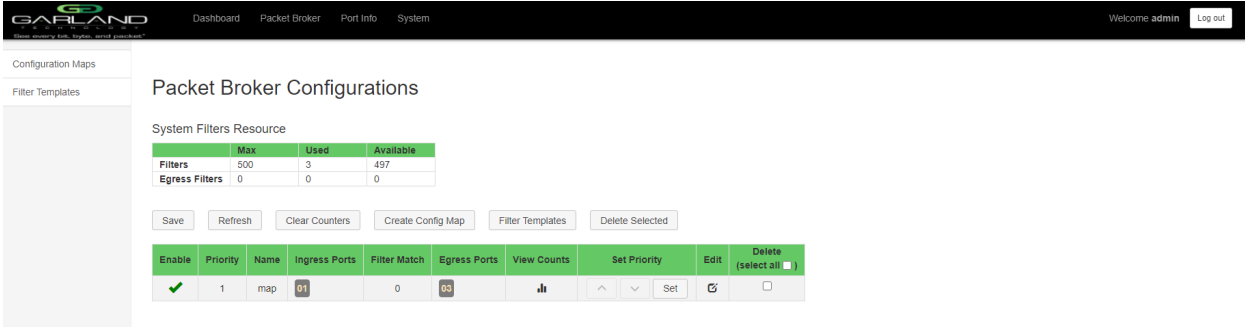 GARLAND
TECHNOLOGY
See every bit, byte, and packet®
Dashboard Packet Broker Port Info System
Welcome admin Log out
Configuration Maps
Filter Templates
Packet Broker Configurations
System Filters Resource
Max Used Available
Filters 500 3 497
Egress Filters 0 0 0
Save Refresh Clear Counters Create Config Map Filter Templates Delete Selected
Enable Priority Name Ingress Ports Filter Match Egress Ports View Counts Set Priority Edit Delete
(select all )
1 map 01 0 03 Set